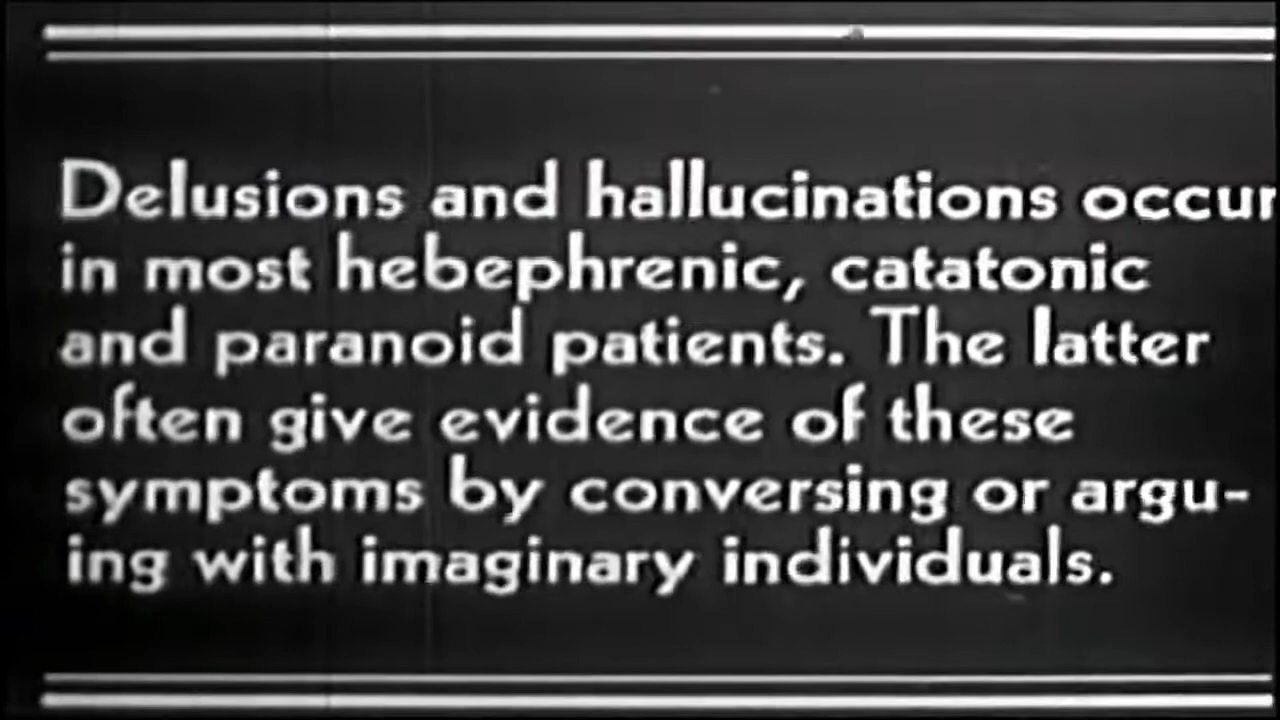 Delusions and hallucinations occur
in most hebephrenic, catatonic
and paranoid patients. The latter
often give evidence of these
symptoms by conversing or argu-
ing with imaginary individuals.